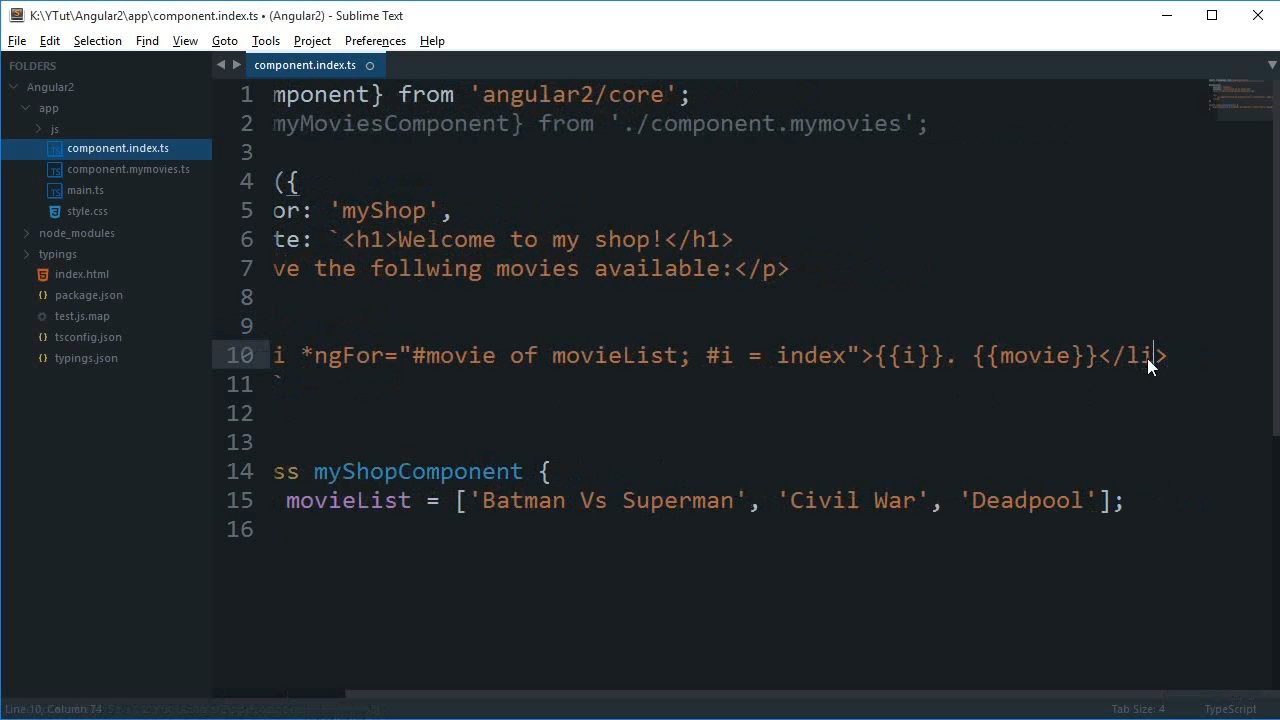 K:\YTut\Angular2\app\component.index.ts • (Angular2) - Sublime Text
File Edit Selection Find View Goto Tools Project Preferences Help
FOLDERS
Angular2
app
js
component.index.ts
component.mymovies.ts
main.ts
style.css
node_modules
typings
index.html
package.json
test.js.map
tsconfig.json
typings.json
component.index.ts
1 mponent} from 'angular2/core';
2 myMoviesComponent} from './component.mymovies';
3
4 ({
5 or: 'myShop',
6 te: `<h1>Welcome to my shop!</h1>
7 ve the follwing movies available:</p>
8
9
10 i *ngFor="#movie of movieList; #i = index">{{i}}. {{movie}}</li>
11 `
12
13
14 ss myShopComponent {
15 movieList = ['Batman Vs Superman', 'Civil War', 'Deadpool'];
16
Line 10, Column 74
Tab Size: 4 TypeScript